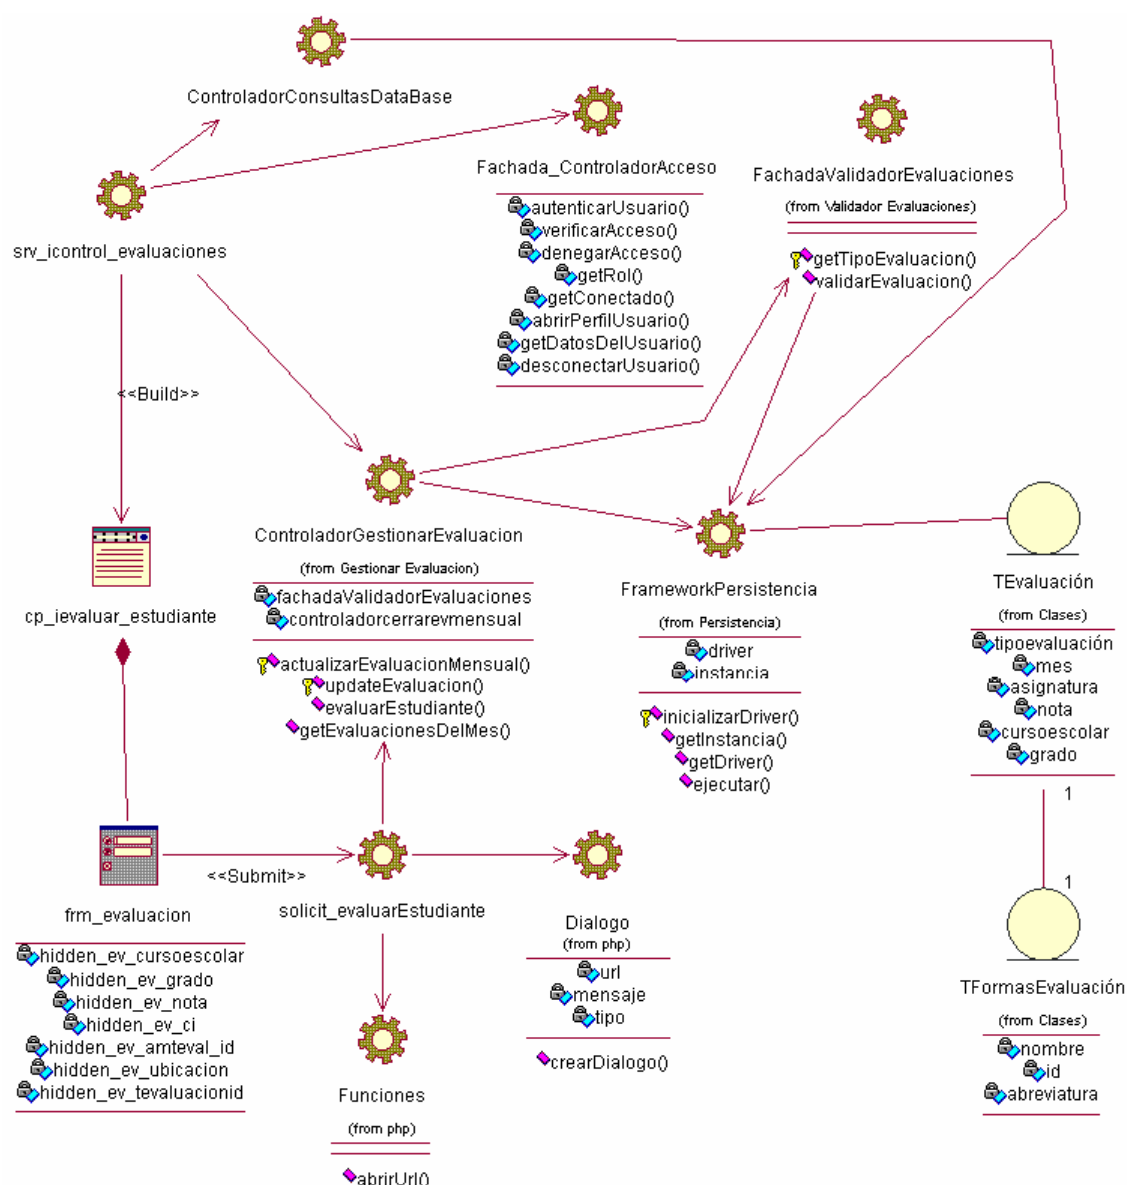 ControladorConsultasDataBase
Fachada_ControladorAcceso
autenticarUsuario()
verificarAcceso()
denegarAcceso()
getRol()
getConectado()
abrirPerfilUsuario()
getDatosDelUsuario()
desconectarUsuario()
FachadaValidadorEvaluaciones
(from Validador Evaluaciones)
getTipoEvaluacion()
validarEvaluacion()
srv_icontrol_evaluaciones
<<Build>>
cp_ievaluar_estudiante
ControladorGestionarEvaluacion
(from Gestionar Evaluacion)
fachadaValidadorEvaluaciones
controladorcerrarevmensual
actualizarEvaluacionMensual()
updateEvaluacion()
evaluarEstudiante()
getEvaluacionesDelMes()
FrameworkPersistencia
(from Persistencia)
driver
instancia
inicializarDriver()
getInstancia()
getDriver()
ejecutar()
TEvaluación
(from Clases)
tipoevaluación
mes
asignatura
nota
cursoescolar
grado
1
1
frm_evaluacion
hidden_ev_cursoescolar
hidden_ev_grado
hidden_ev_nota
hidden_ev_ci
hidden_ev_amteval_id
hidden_ev_ubicacion
hidden_ev_tevaluacionid
<<Submit>>
solicit_evaluarEstudiante
Dialogo
(from php)
url
mensaje
tipo
crearDialogo()
TFormasEvaluación
(from Clases)
nombre
id
abreviatura
Funciones
(from php)
abrirUrl()